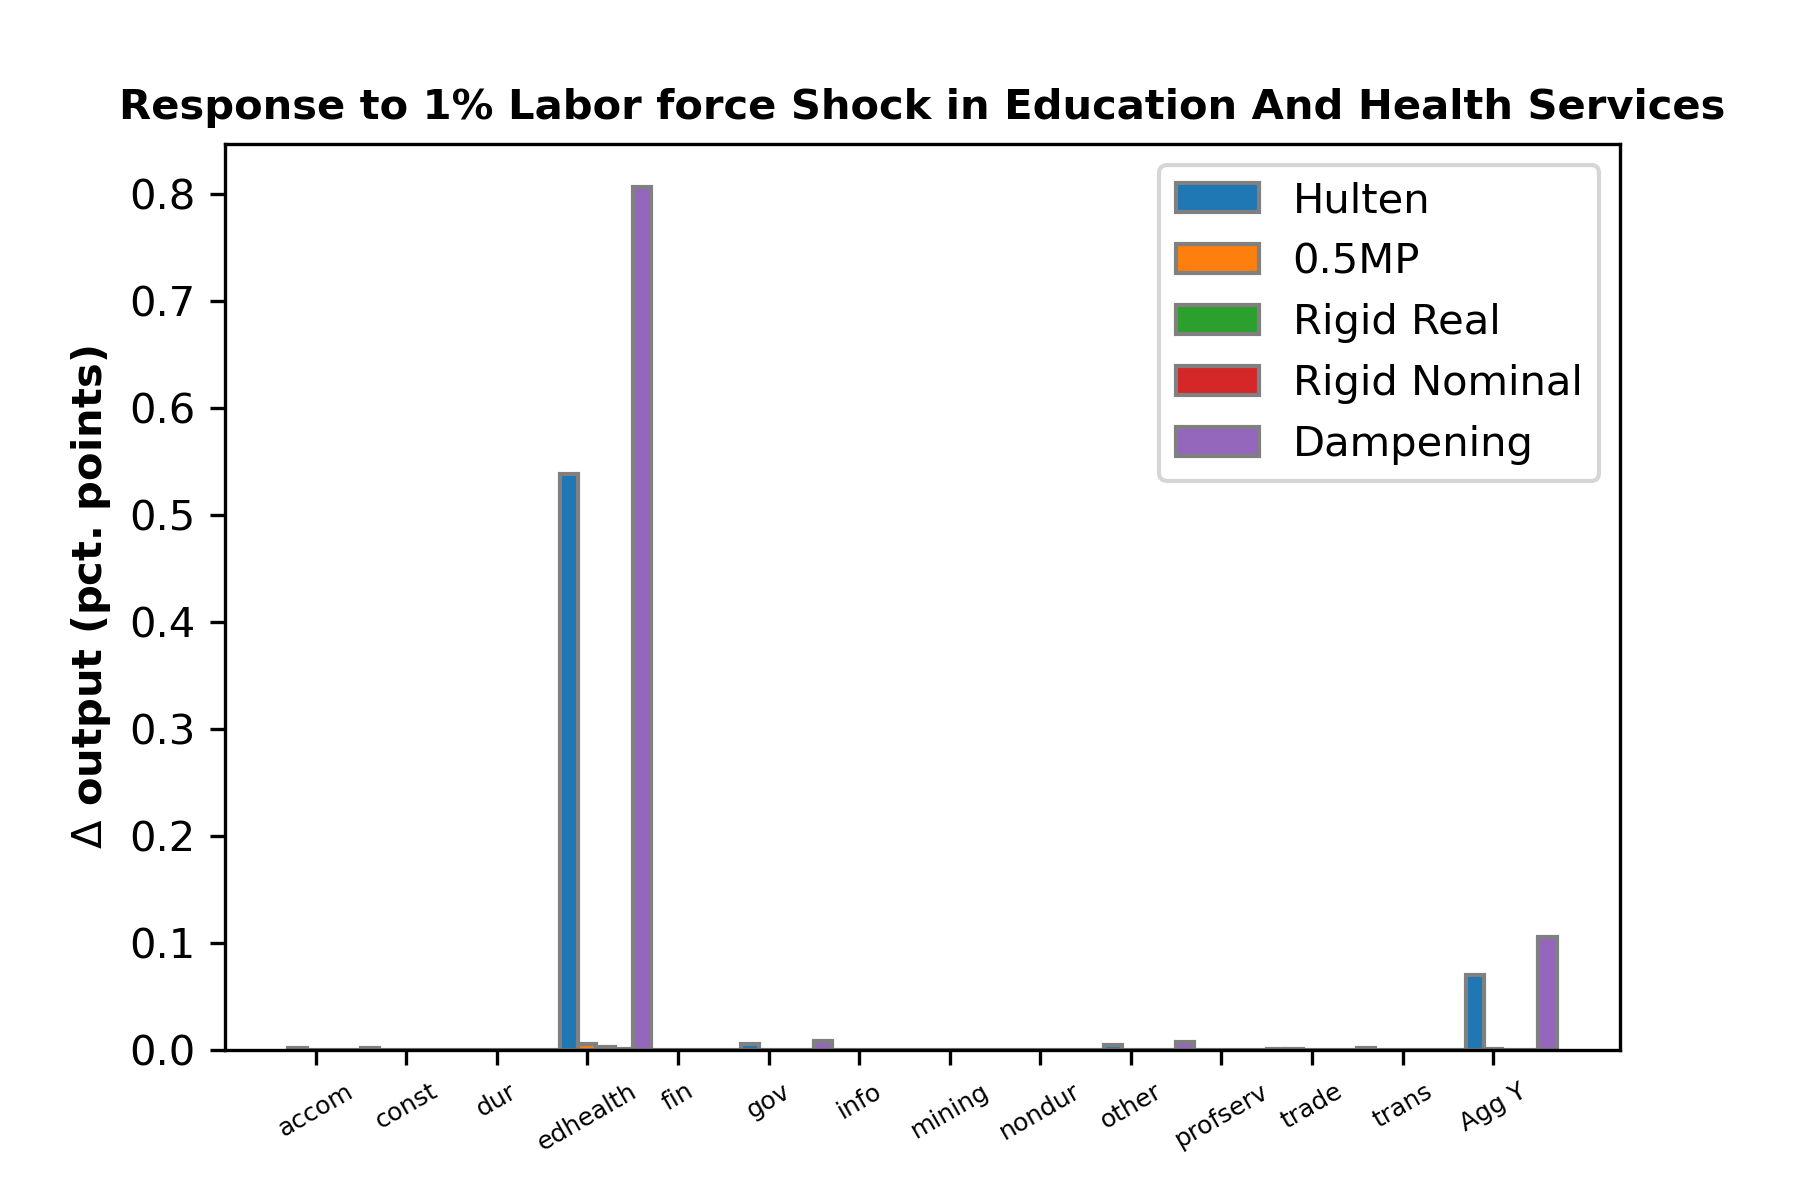 Response to 1% Labor force Shock in Education And Health Services
Δ output (pct. points)
0.8
0.7
0.6
0.5
0.4
0.3
0.2
0.1
0.0
Hulten
0.5MP
Rigid Real
Rigid Nominal
Dampening
accom
const
dur
edhealth
fin
gov
info
mining
nondur
other
profserv
trade
trans
Agg Y